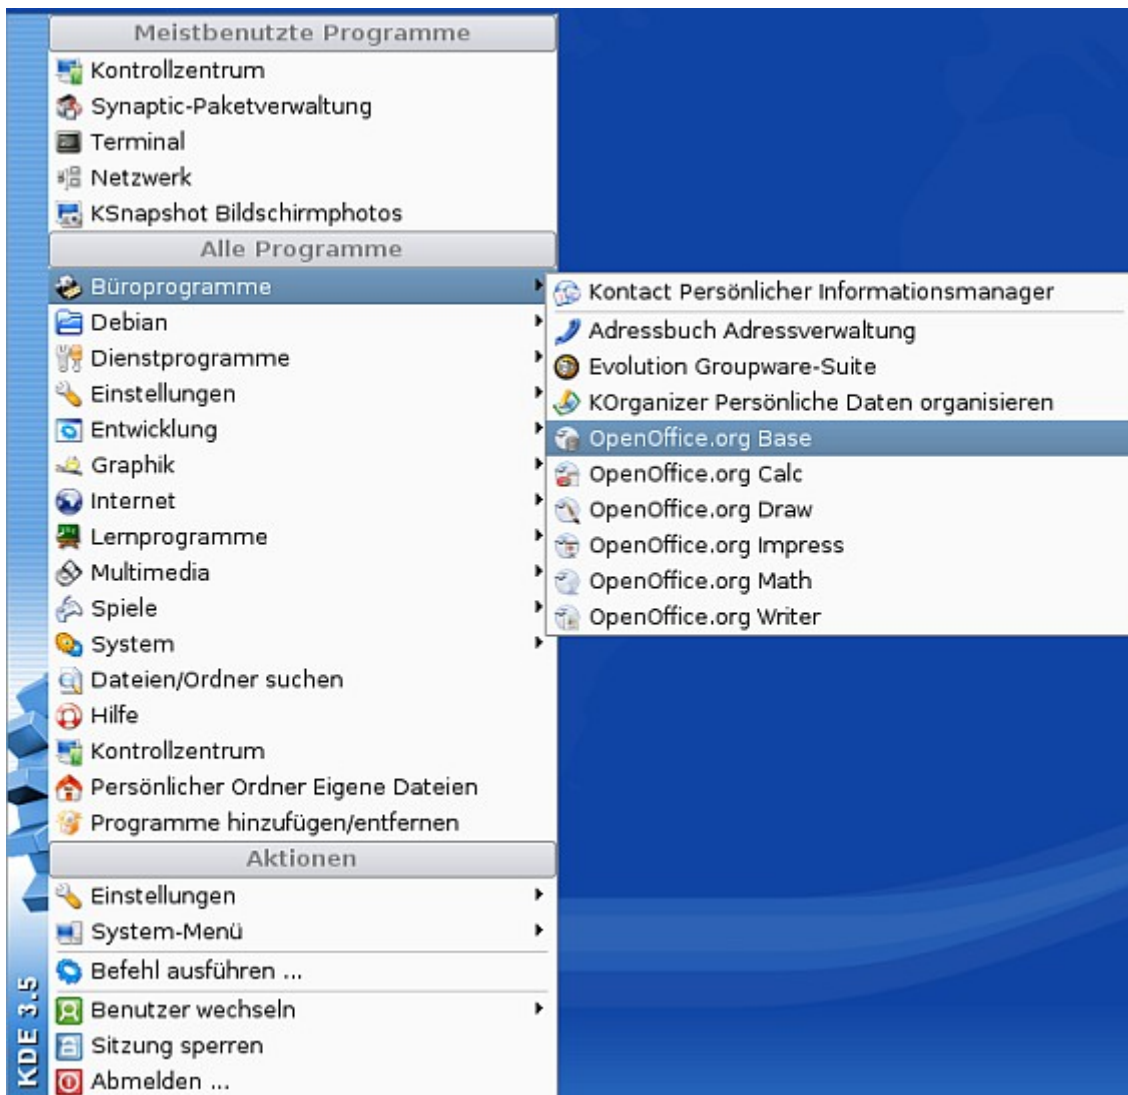 Meistbenutzte Programme
Kontrollzentrum
Synaptic-Paketverwaltung
Terminal
Netzwerk
KSnapshot Bildschirmphotos
Alle Programme
Büroprogramme
Debian
Dienstprogramme
Einstellungen
Entwicklung
Graphik
Internet
Lernprogramme
Multimedia
Spiele
System
Dateien/Ordner suchen
Hilfe
Kontrollzentrum
Persönlicher Ordner Eigene Dateien
Programme hinzufügen/entfernen
Aktionen
Einstellungen
System-Menü
Befehl ausführen ...
Benutzer wechseln
Sitzung sperren
Abmelden ...
KDE 3.5
Kontact Persönlicher Informationsmanager
Adressbuch Adressverwaltung
Evolution Groupware-Suite
KOrganizer Persönliche Daten organisieren
OpenOffice.org Base
OpenOffice.org Calc
OpenOffice.org Draw
OpenOffice.org Impress
OpenOffice.org Math
OpenOffice.org Writer